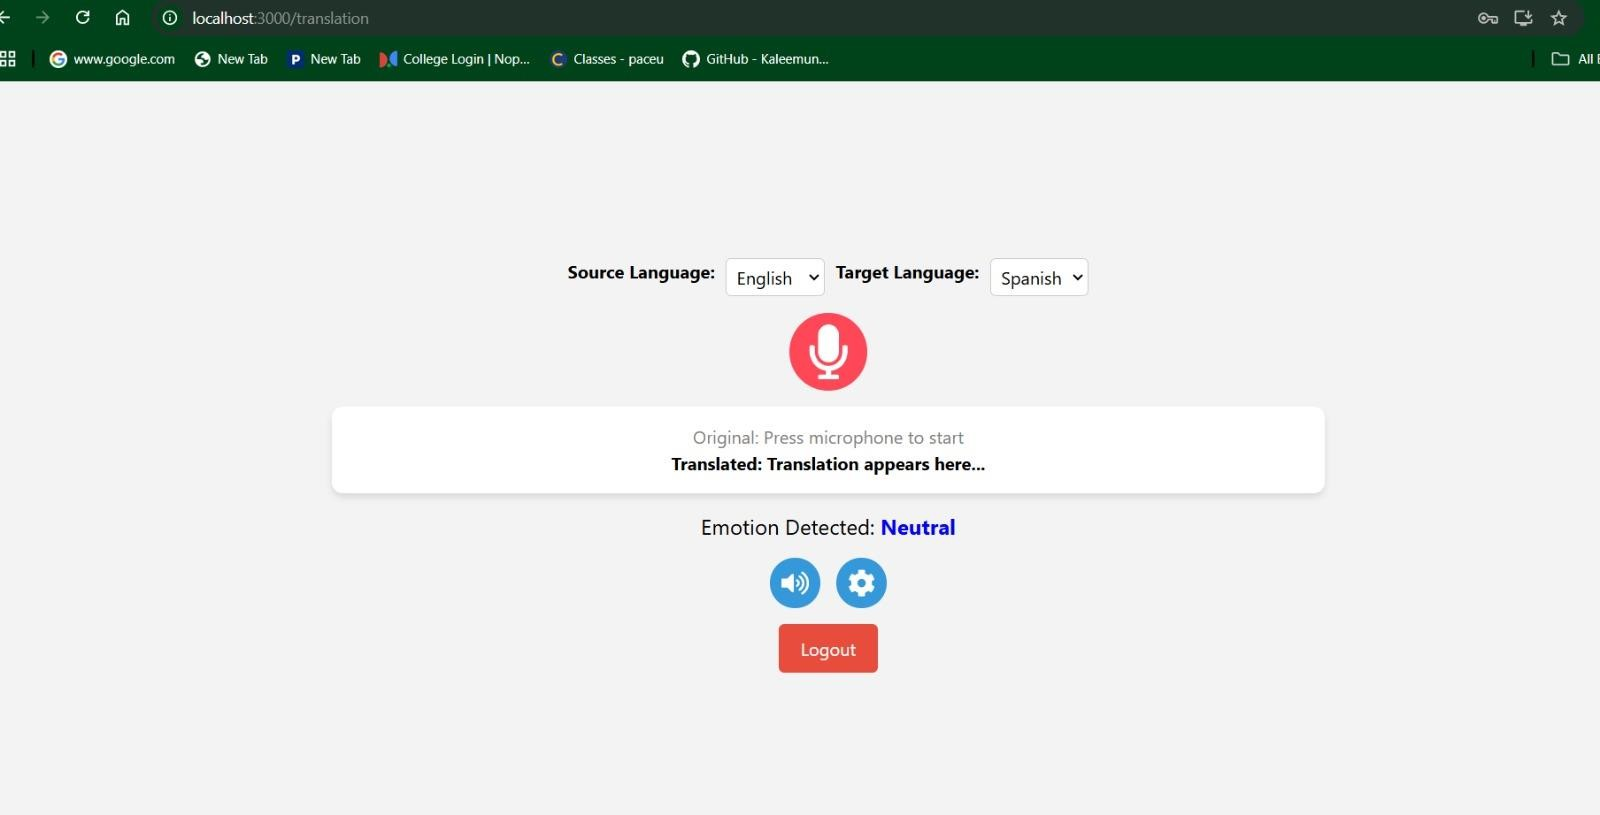 localhost:3000/translation
www.google.com New Tab New Tab College Login | Nop... Classes - paceu GitHub - Kaleemun... All
Source Language: English Target Language: Spanish
Original: Press microphone to start
Translated: Translation appears here...
Emotion Detected: Neutral
Logout